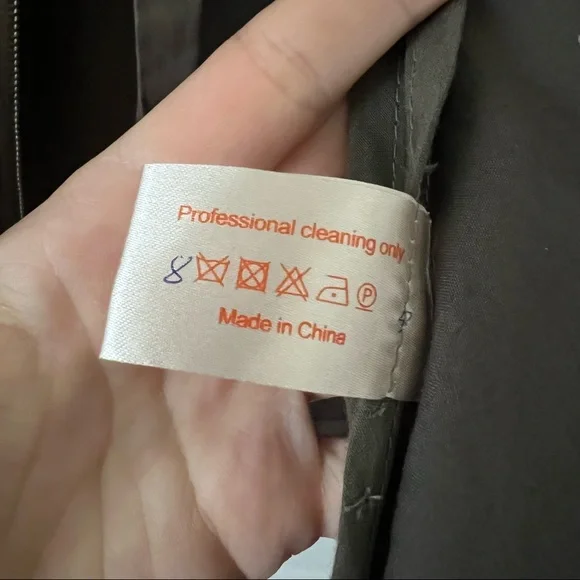 Professional cleaning only
8 P
Made in China